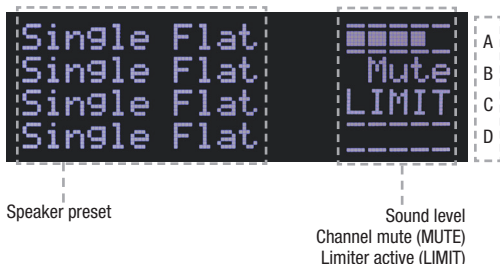 Single Flat
Single Flat
Single Flat
Single Flat
Mute
LIMIT
A
B
C
D
Speaker preset
Sound level
Channel mute (MUTE)
Limiter active (LIMIT)